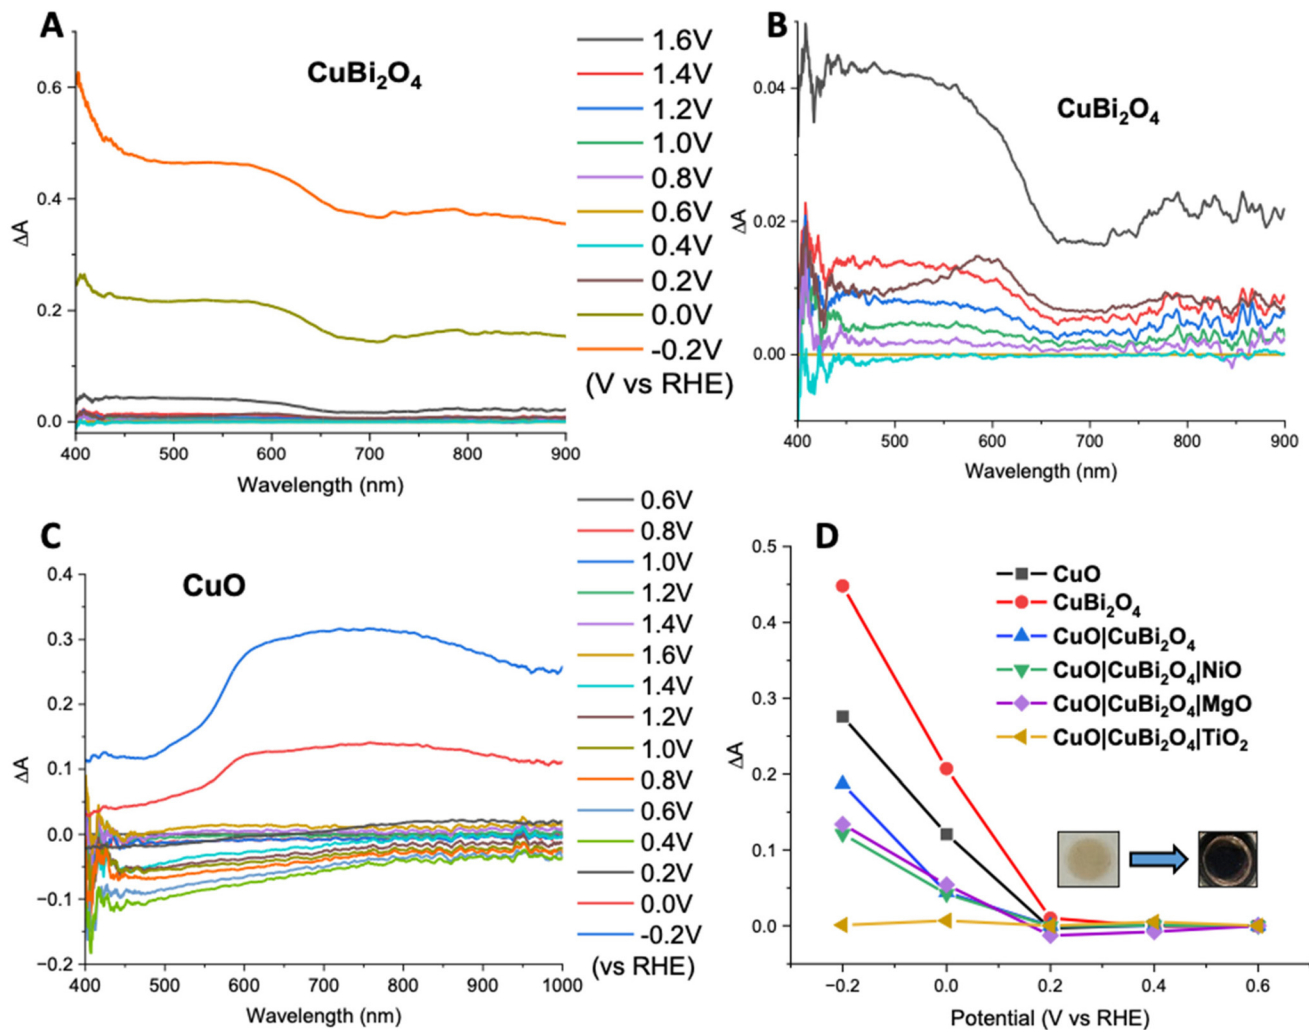 A
CuBi₂O₄
ΔA
0.6
0.4
0.2
0.0
400 500 600 700 800 900
Wavelength (nm)
1.6V
1.4V
1.2V
1.0V
0.8V
0.6V
0.4V
0.2V
0.0V
-0.2V
(V vs RHE)
B
CuBi₂O₄
ΔA
0.04
0.02
0.00
400 500 600 700 800 900
Wavelength (nm)
C
CuO
ΔA
0.4
0.3
0.2
0.1
0.0
−0.1
−0.2
400 500 600 700 800 900 1000
Wavelength (nm)
0.6V
0.8V
1.0V
1.2V
1.4V
1.6V
1.4V
1.2V
1.0V
0.8V
0.6V
0.4V
0.2V
0.0V
-0.2V
(vs RHE)
D
ΔA
0.5
0.4
0.3
0.2
0.1
0.0
CuO
CuBi₂O₄
CuO|CuBi₂O₄
CuO|CuBi₂O₄|NiO
CuO|CuBi₂O₄|MgO
CuO|CuBi₂O₄|TiO₂
−0.2 0.0 0.2 0.4 0.6
Potential (V vs RHE)